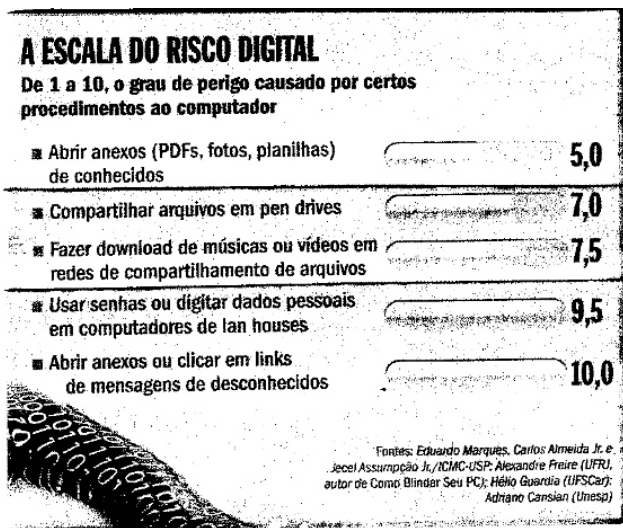 A ESCALA DO RISCO DIGITAL
De 1 a 10, o grau de perigo causado por certos
procedimentos ao computador
■ Abrir anexos (PDFs, fotos, planilhas)
de conhecidos
5,0
■ Compartilhar arquivos em pen drives
7,0
■ Fazer download de músicas ou vídeos em
redes de compartilhamento de arquivos
7,5
■ Usar senhas ou digitar dados pessoais
em computadores de lan houses
9,5
■ Abrir anexos ou clicar em links
de mensagens de desconhecidos
10,0
Fontes: Eduardo Marques, Carlos Almeida Jr. e
Jecel Assumpção Jr./ICMC-USP; Alexandre Freire (UFRJ,
autor de Como Blindar Seu PC); Hélio Guardia (UFSCar);
Adriano Cansian (Unesp)